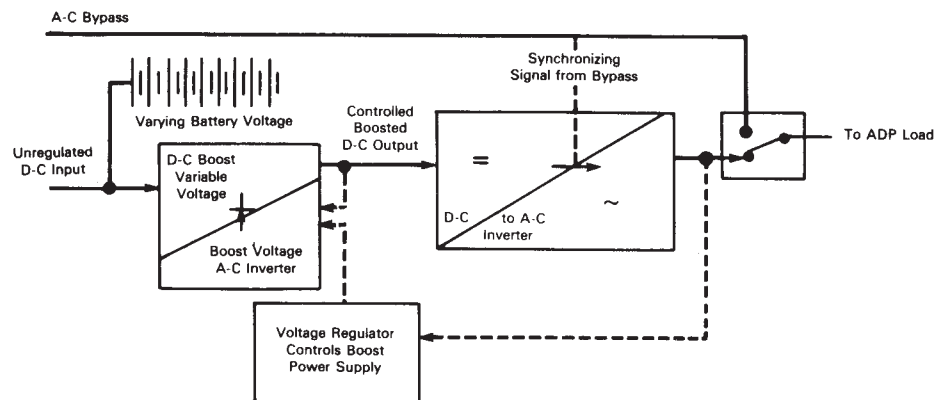 A-C Bypass
Synchronizing
Signal from Bypass
Varying Battery Voltage
Controlled
Boosted
D-C Output
To ADP Load
Unregulated
D-C Input
D-C Boost
Variable
Voltage
Boost Voltage
A-C Inverter
=
~
D-C to A-C
Inverter
Voltage Regulator
Controls Boost
Power Supply